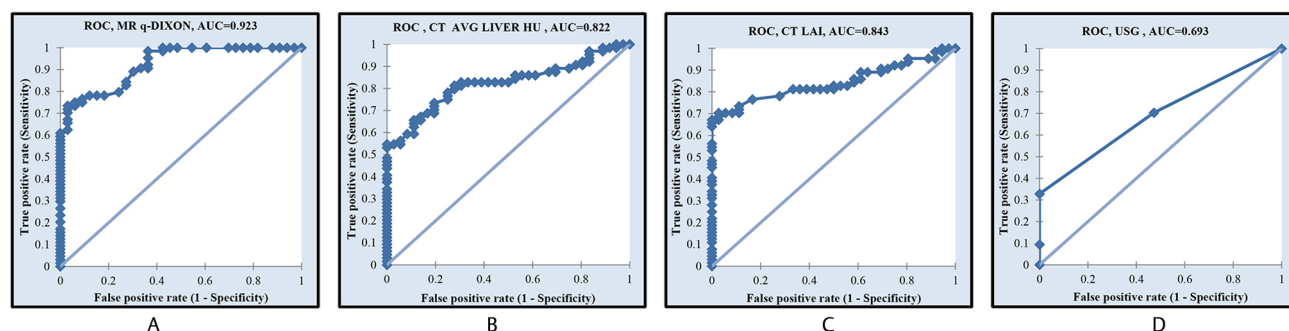 ROC, MR q-DIXON, AUC=0.923
True positive rate (Sensitivity)
1
0.9
0.8
0.7
0.6
0.5
0.4
0.3
0.2
0.1
0
0 0.2 0.4 0.6 0.8 1
False positive rate (1 - Specificity)
A
ROC , CT AVG LIVER HU , AUC=0.822
True positive rate (Sensitivity)
1
0.9
0.8
0.7
0.6
0.5
0.4
0.3
0.2
0.1
0
0 0.2 0.4 0.6 0.8 1
False positive rate (1 - Specificity)
B
ROC, CT LAI, AUC=0.843
True positive rate (Sensitivity)
1
0.9
0.8
0.7
0.6
0.5
0.4
0.3
0.2
0.1
0
0 0.2 0.4 0.6 0.8 1
False positive rate (1 - Specificity)
C
ROC, USG , AUC=0.693
True positive rate (Sensitivity)
1
0.9
0.8
0.7
0.6
0.5
0.4
0.3
0.2
0.1
0
0 0.2 0.4 0.6 0.8 1
False positive rate (1 - Specificity)
D